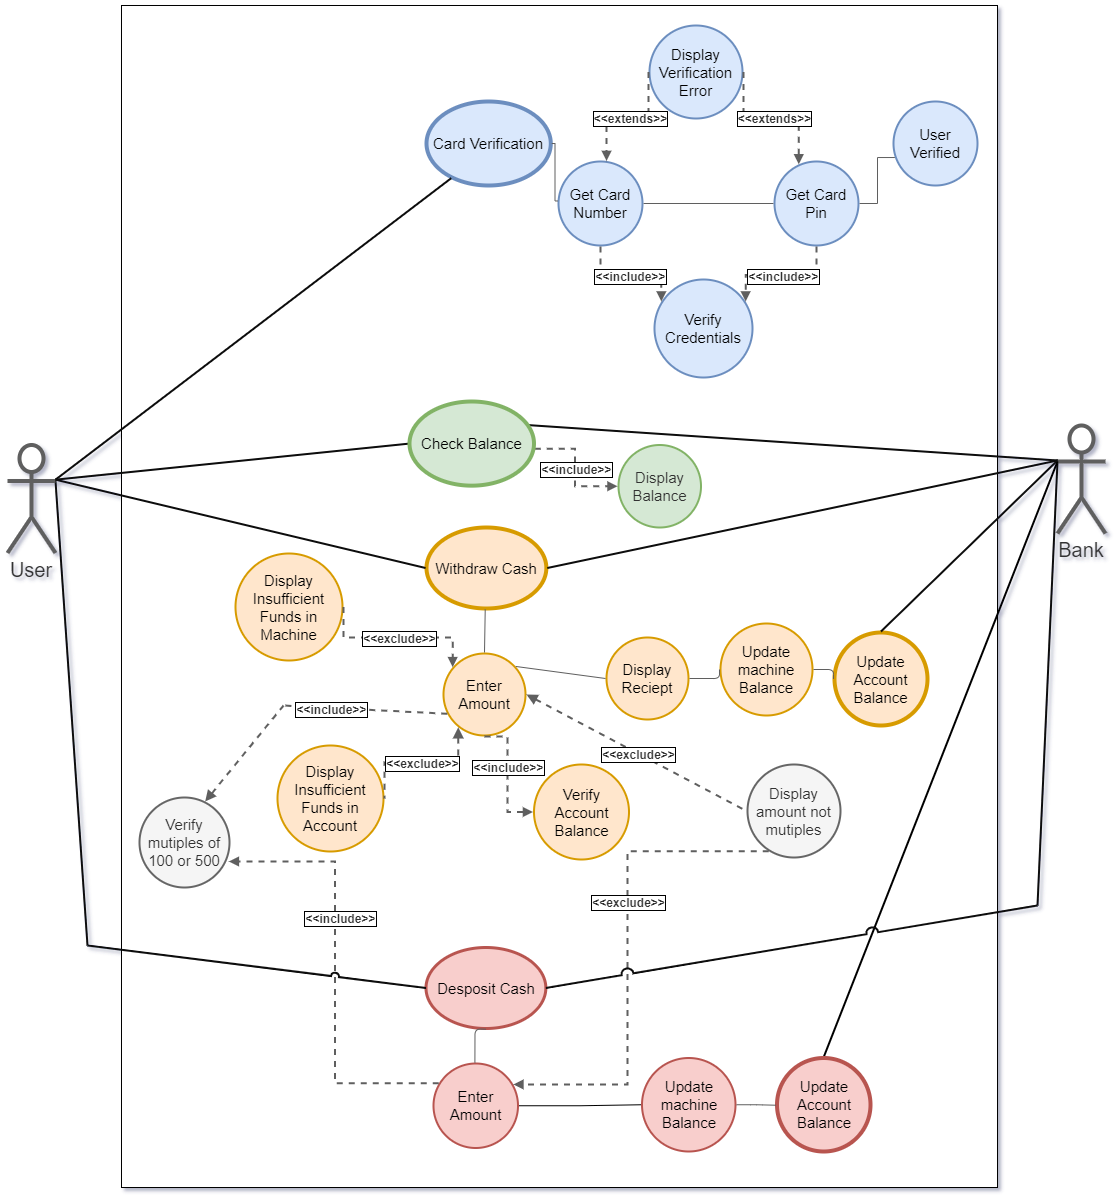 Display
Verification
Error
<<extends>>
<<extends>>
Card Verification
User
Verified
Get Card
Number
Get Card
Pin
<<include>>
<<include>>
Verify
Credentials
Check Balance
<<include>>
Display
Balance
User
Bank
Withdraw Cash
Display
Insufficient
Funds in
Machine
<<exclude>>
Enter
Amount
Display
Reciept
Update
machine
Balance
Update
Account
Balance
<<include>>
<<exclude>>
<<include>>
<<exclude>>
Display
Insufficient
Funds in
Account
Verify
Account
Balance
Display
amount not
mutiples
Verify
mutiples of
100 or 500
<<include>>
<<exclude>>
Desposit Cash
Enter
Amount
Update
machine
Balance
Update
Account
Balance